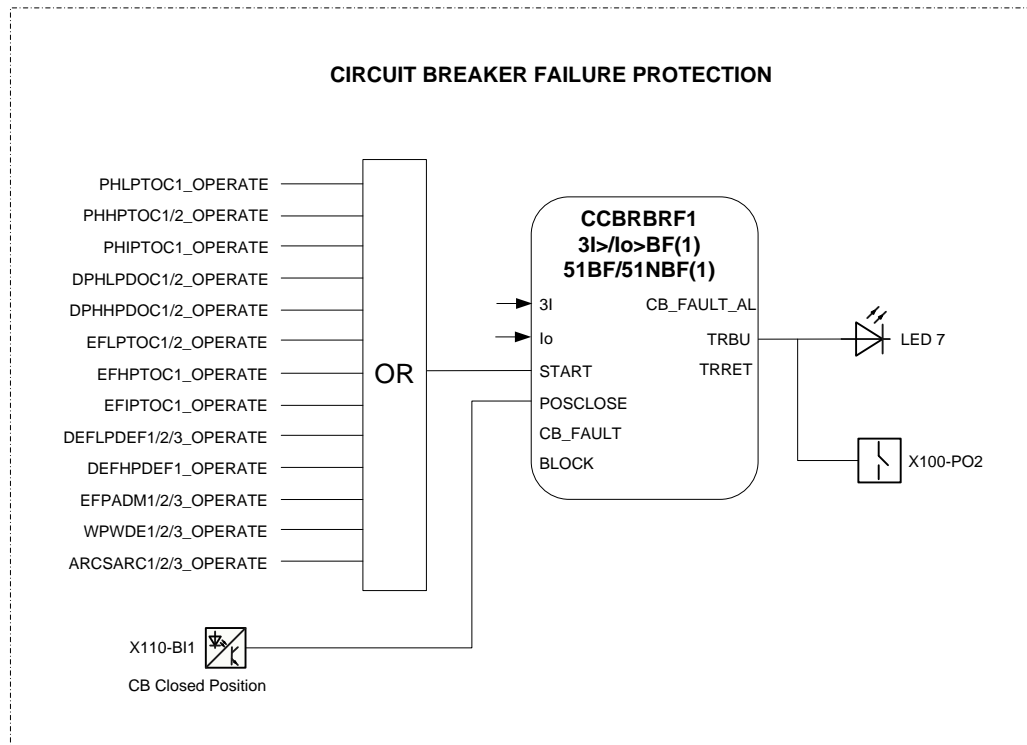 CIRCUIT BREAKER FAILURE PROTECTION
PHLPTOC1_OPERATE
PHHPTOC1/2_OPERATE
PHIPTOC1_OPERATE
DPHLPDOC1/2_OPERATE
DPHHPDOC1/2_OPERATE
EFLPTOC1/2_OPERATE
EFHPTOC1_OPERATE
EFIPTOC1_OPERATE
DEFLPDEF1/2/3_OPERATE
DEFHPDEF1_OPERATE
EFPADM1/2/3_OPERATE
WPWDE1/2/3_OPERATE
ARCSARC1/2/3_OPERATE
OR
CCBRBRF1
3I>/Io>BF(1)
51BF/51NBF(1)
3I
Io
START
POSCLOSE
CB_FAULT
BLOCK
CB_FAULT_AL
TRBU
TRRET
LED 7
X100-PO2
X110-BI1
CB Closed Position